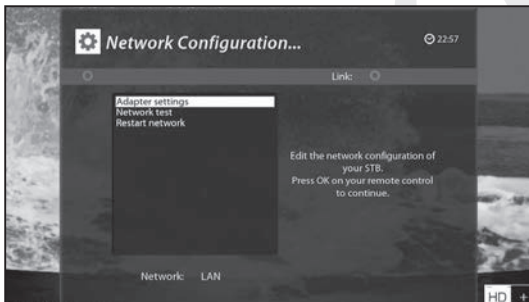 Network Configuration...
22:57
Link:
Adapter settings
Network test
Restart network
Edit the network configuration of
your STB.
Press OK on your remote control
to continue.
Network: LAN
HD +